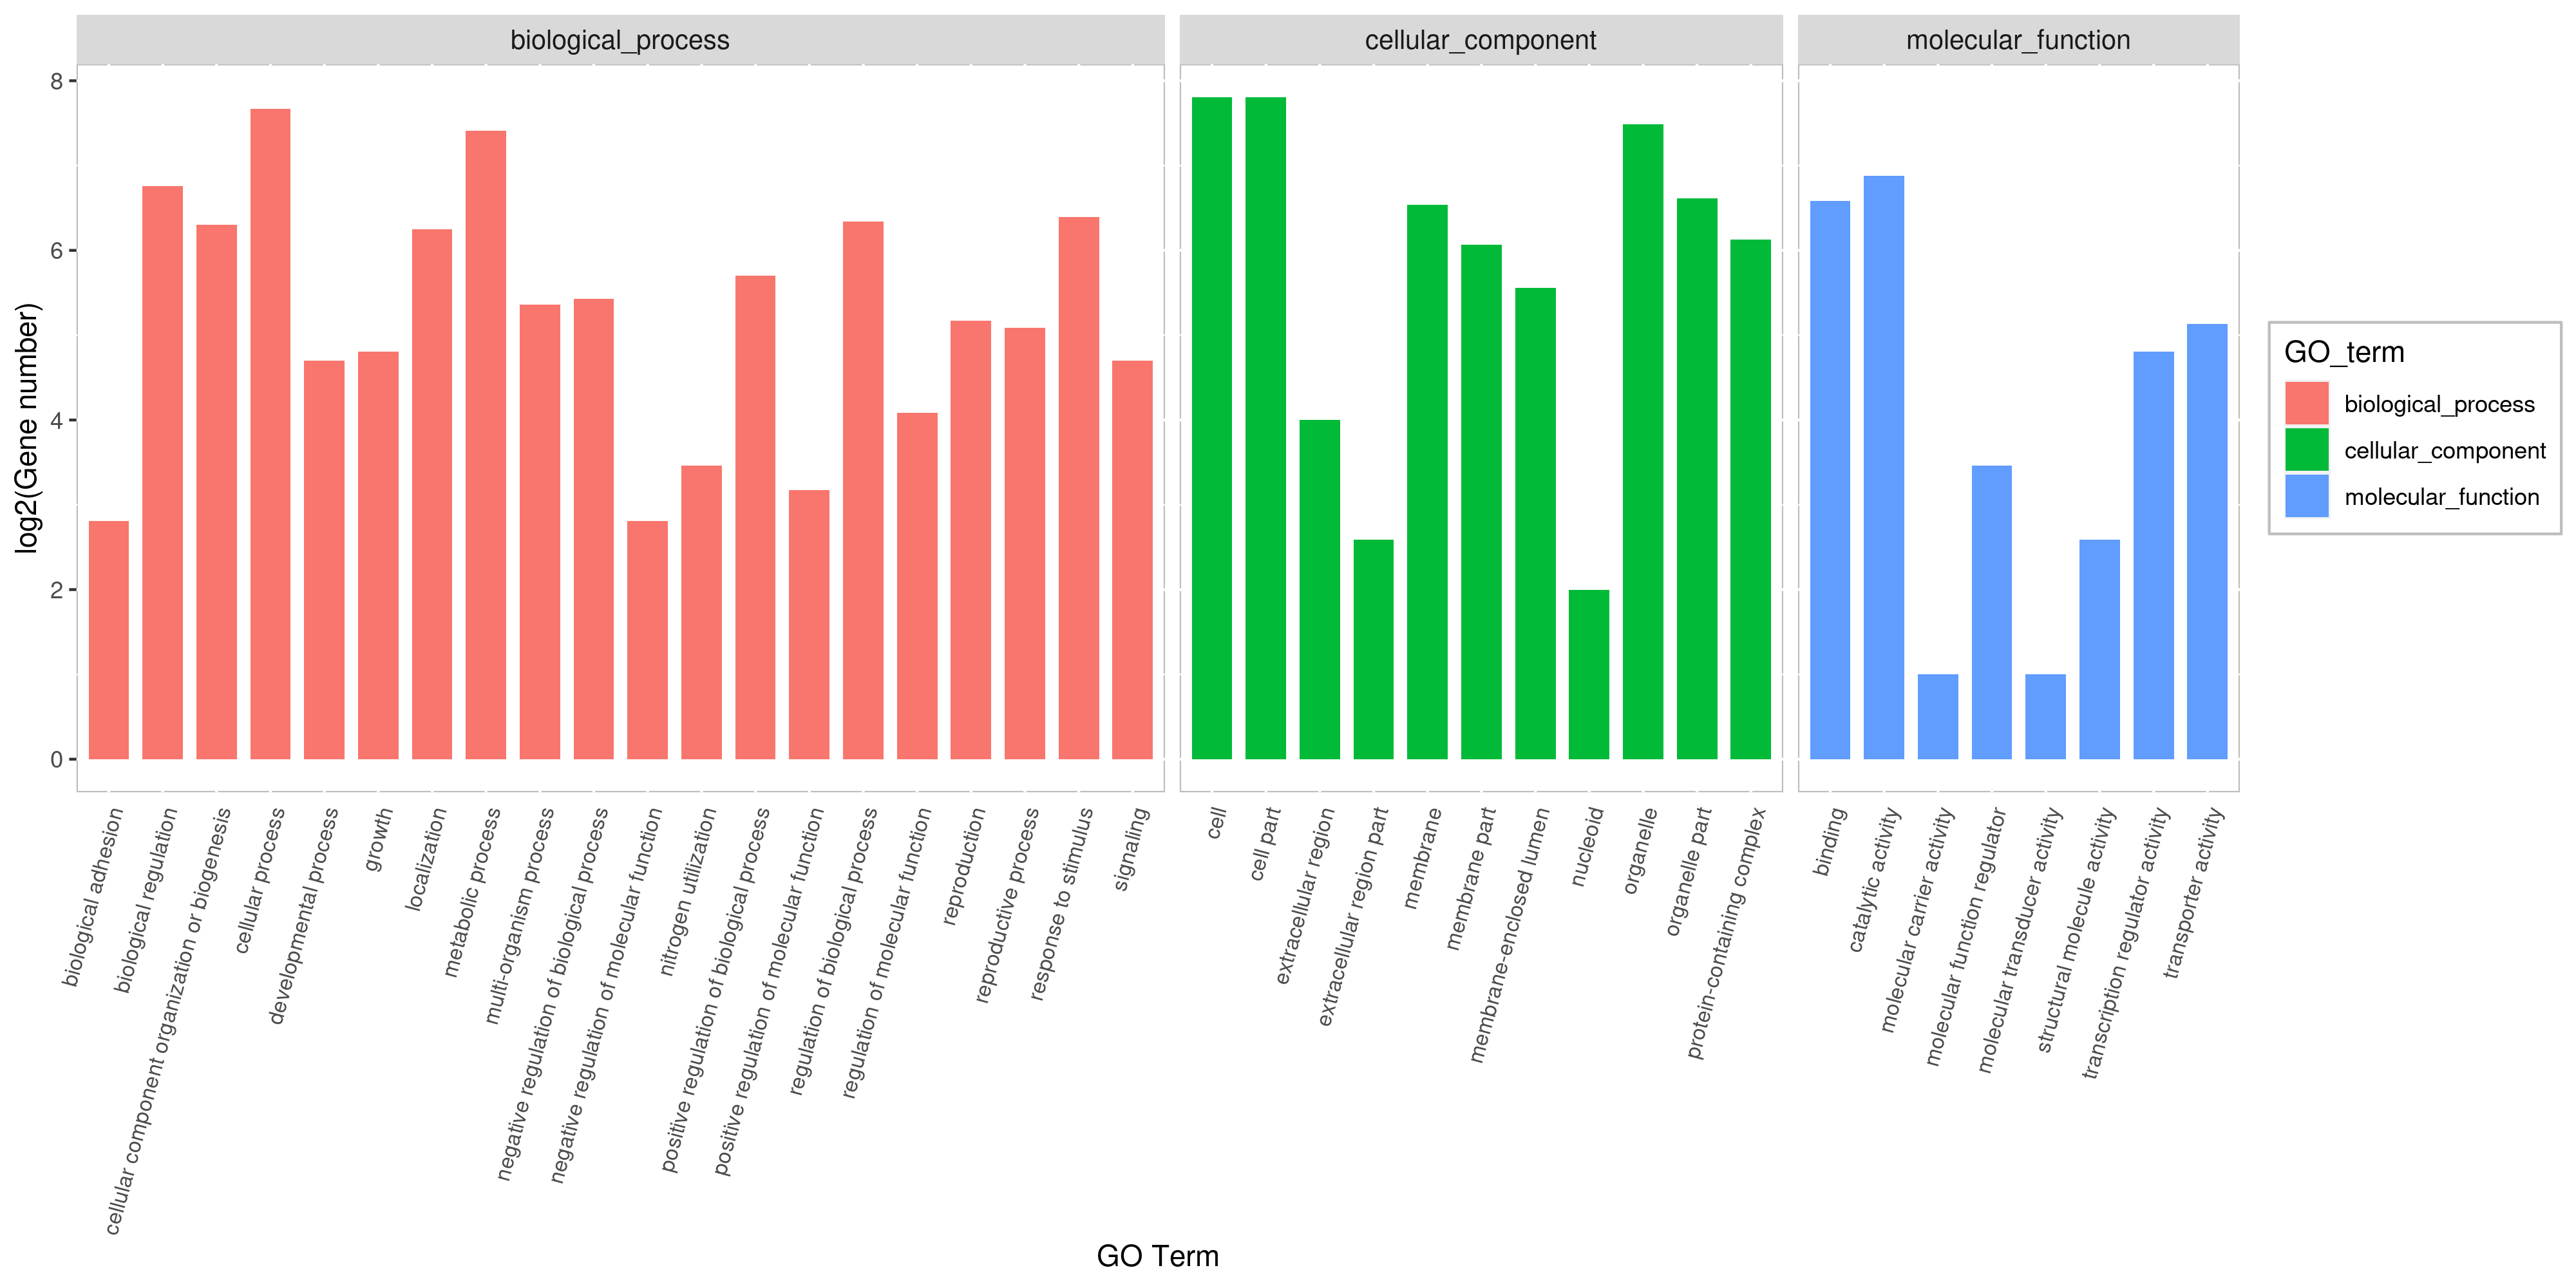 biological_process
cellular_component
molecular_function
log2(Gene number)
8
6
4
2
0
biological adhesion
biological regulation
cellular component organization or biogenesis
cellular process
developmental process
growth
localization
metabolic process
multi-organism process
negative regulation of biological process
negative regulation of molecular function
nitrogen utilization
positive regulation of biological process
positive regulation of molecular function
regulation of biological process
regulation of molecular function
reproduction
reproductive process
response to stimulus
signaling
cell
cell part
extracellular region
extracellular region part
membrane
membrane part
membrane-enclosed lumen
nucleoid
organelle
organelle part
protein-containing complex
binding
catalytic activity
molecular carrier activity
molecular function regulator
molecular transducer activity
structural molecule activity
transcription regulator activity
transporter activity
GO Term
GO_term
biological_process
cellular_component
molecular_function